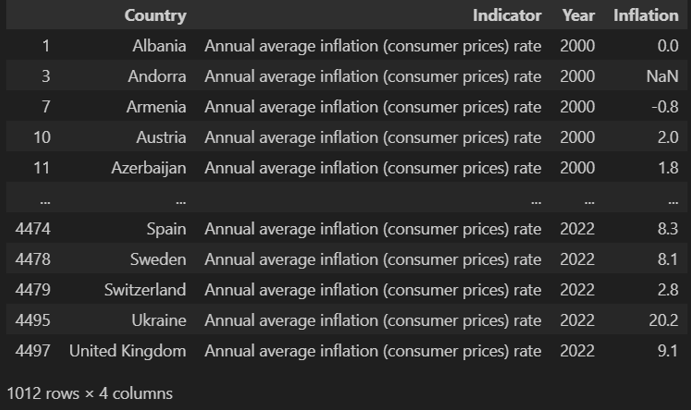 Country Indicator Year Inflation
1 Albania Annual average inflation (consumer prices) rate 2000 0.0
3 Andorra Annual average inflation (consumer prices) rate 2000 NaN
7 Armenia Annual average inflation (consumer prices) rate 2000 -0.8
10 Austria Annual average inflation (consumer prices) rate 2000 2.0
11 Azerbaijan Annual average inflation (consumer prices) rate 2000 1.8
... ... ... ... ...
4474 Spain Annual average inflation (consumer prices) rate 2022 8.3
4478 Sweden Annual average inflation (consumer prices) rate 2022 8.1
4479 Switzerland Annual average inflation (consumer prices) rate 2022 2.8
4495 Ukraine Annual average inflation (consumer prices) rate 2022 20.2
4497 United Kingdom Annual average inflation (consumer prices) rate 2022 9.1
1012 rows × 4 columns